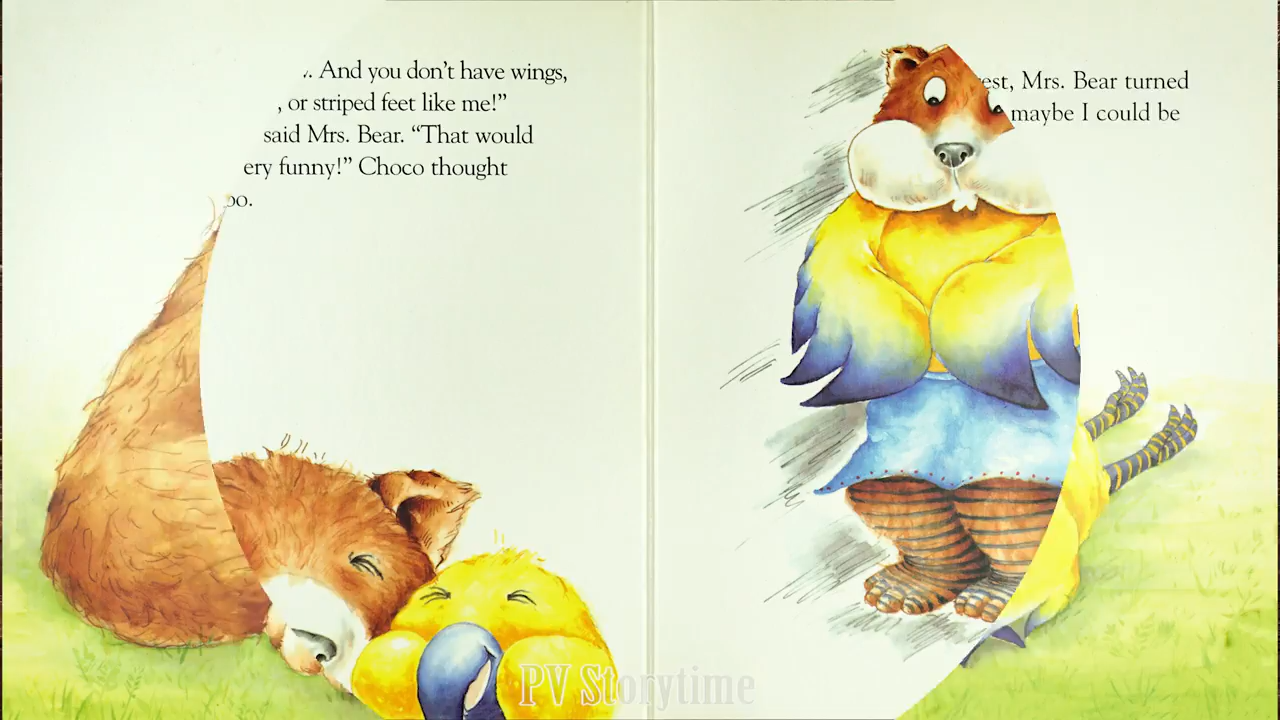 . And you don't have wings,
, or striped feet like me!"
said Mrs. Bear. "That would
ery funny!" Choco thought
oo.
est, Mrs. Bear turned
maybe I could be
PV Storytime